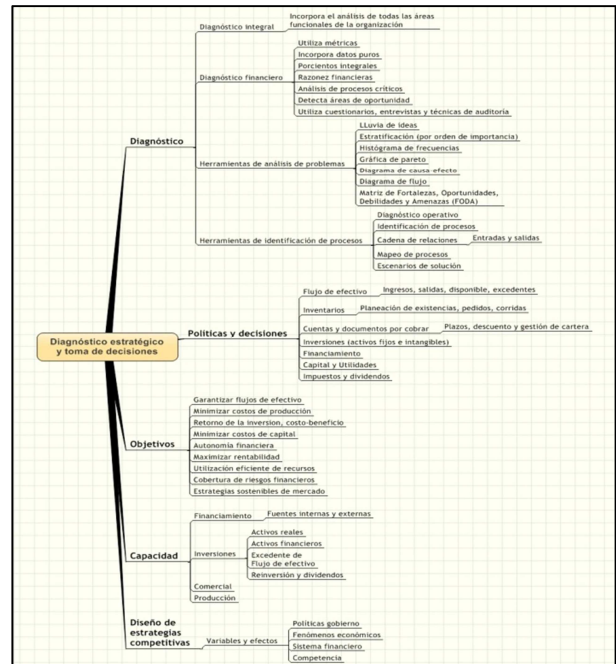 Diagnóstico estratégico
y toma de decisiones
Diagnóstico
Diagnóstico integral
Incorpora el análisis de todas las áreas
funcionales de la organización
Diagnóstico financiero
Utiliza métricas
Incorpora datos puros
Porcientos integrales
Razonez financieras
Análisis de procesos críticos
Detecta áreas de oportunidad
Utiliza cuestionarios, entrevistas y técnicas de auditoría
Herramientas de análisis de problemas
LLuvia de ideas
Estratificación (por orden de importancia)
Histógrama de frecuencias
Gráfica de pareto
Diagrama de causa-efecto
Diagrama de flujo
Matriz de Fortalezas, Oportunidades,
Debilidades y Amenazas (FODA)
Herramientas de identificación de procesos
Diagnóstico operativo
Identificación de procesos
Cadena de relaciones
Entradas y salidas
Mapeo de procesos
Escenarios de solución
Políticas y decisiones
Flujo de efectivo
Ingresos, salidas, disponible, excedentes
Inventarios
Planeación de existencias, pedidos, corridas
Cuentas y documentos por cobrar
Plazos, descuento y gestión de cartera
Inversiones (activos fijos e intangibles)
Financiamiento
Capital y Utilidades
Impuestos y dividendos
Objetivos
Garantizar flujos de efectivo
Minimizar costos de producción
Retorno de la inversion, costo-beneficio
Minimizar costos de capital
Autonomía financiera
Maximizar rentabilidad
Utilización eficiente de recursos
Cobertura de riesgos financieros
Estrategias sostenibles de mercado
Capacidad
Financiamiento
Fuentes internas y externas
Inversiones
Activos reales
Activos financieros
Excedente de
Flujo de efectivo
Reinversión y dividendos
Comercial
Producción
Diseño de
estrategias
competitivas
Variables y efectos
Políticas gobierno
Fenómenos económicos
Sistema financiero
Competencia